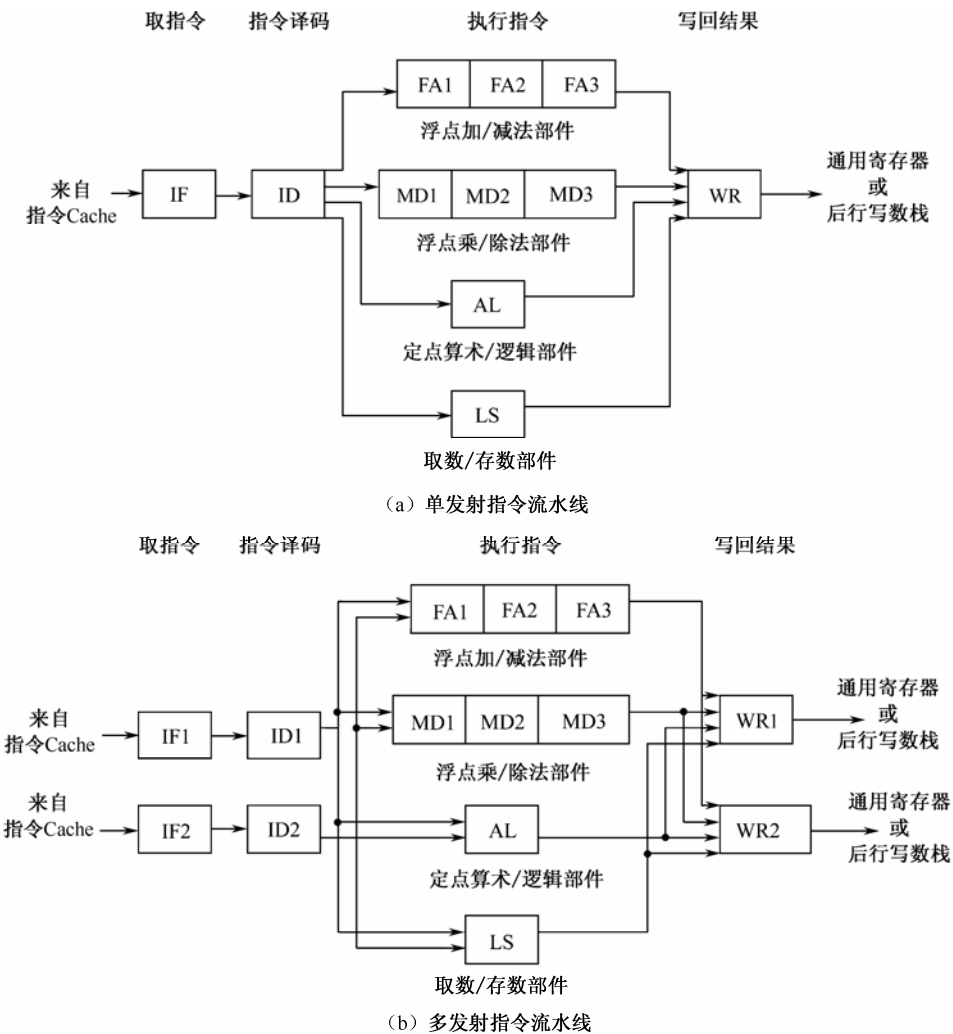 取指令 指令译码 执行指令 写回结果
FA1 FA2 FA3
浮点加/减法部件
来自
指令Cache
IF
ID
MD1 MD2 MD3
浮点乘/除法部件
WR
通用寄存器
或
后行写数栈
AL
定点算术/逻辑部件
LS
取数/存数部件
（a）单发射指令流水线
取指令 指令译码 执行指令 写回结果
FA1 FA2 FA3
浮点加/减法部件
来自
指令Cache
IF1
ID1
MD1 MD2 MD3
浮点乘/除法部件
WR1
通用寄存器
或
后行写数栈
来自
指令Cache
IF2
ID2
AL
定点算术/逻辑部件
WR2
通用寄存器
或
后行写数栈
LS
取数/存数部件
（b）多发射指令流水线